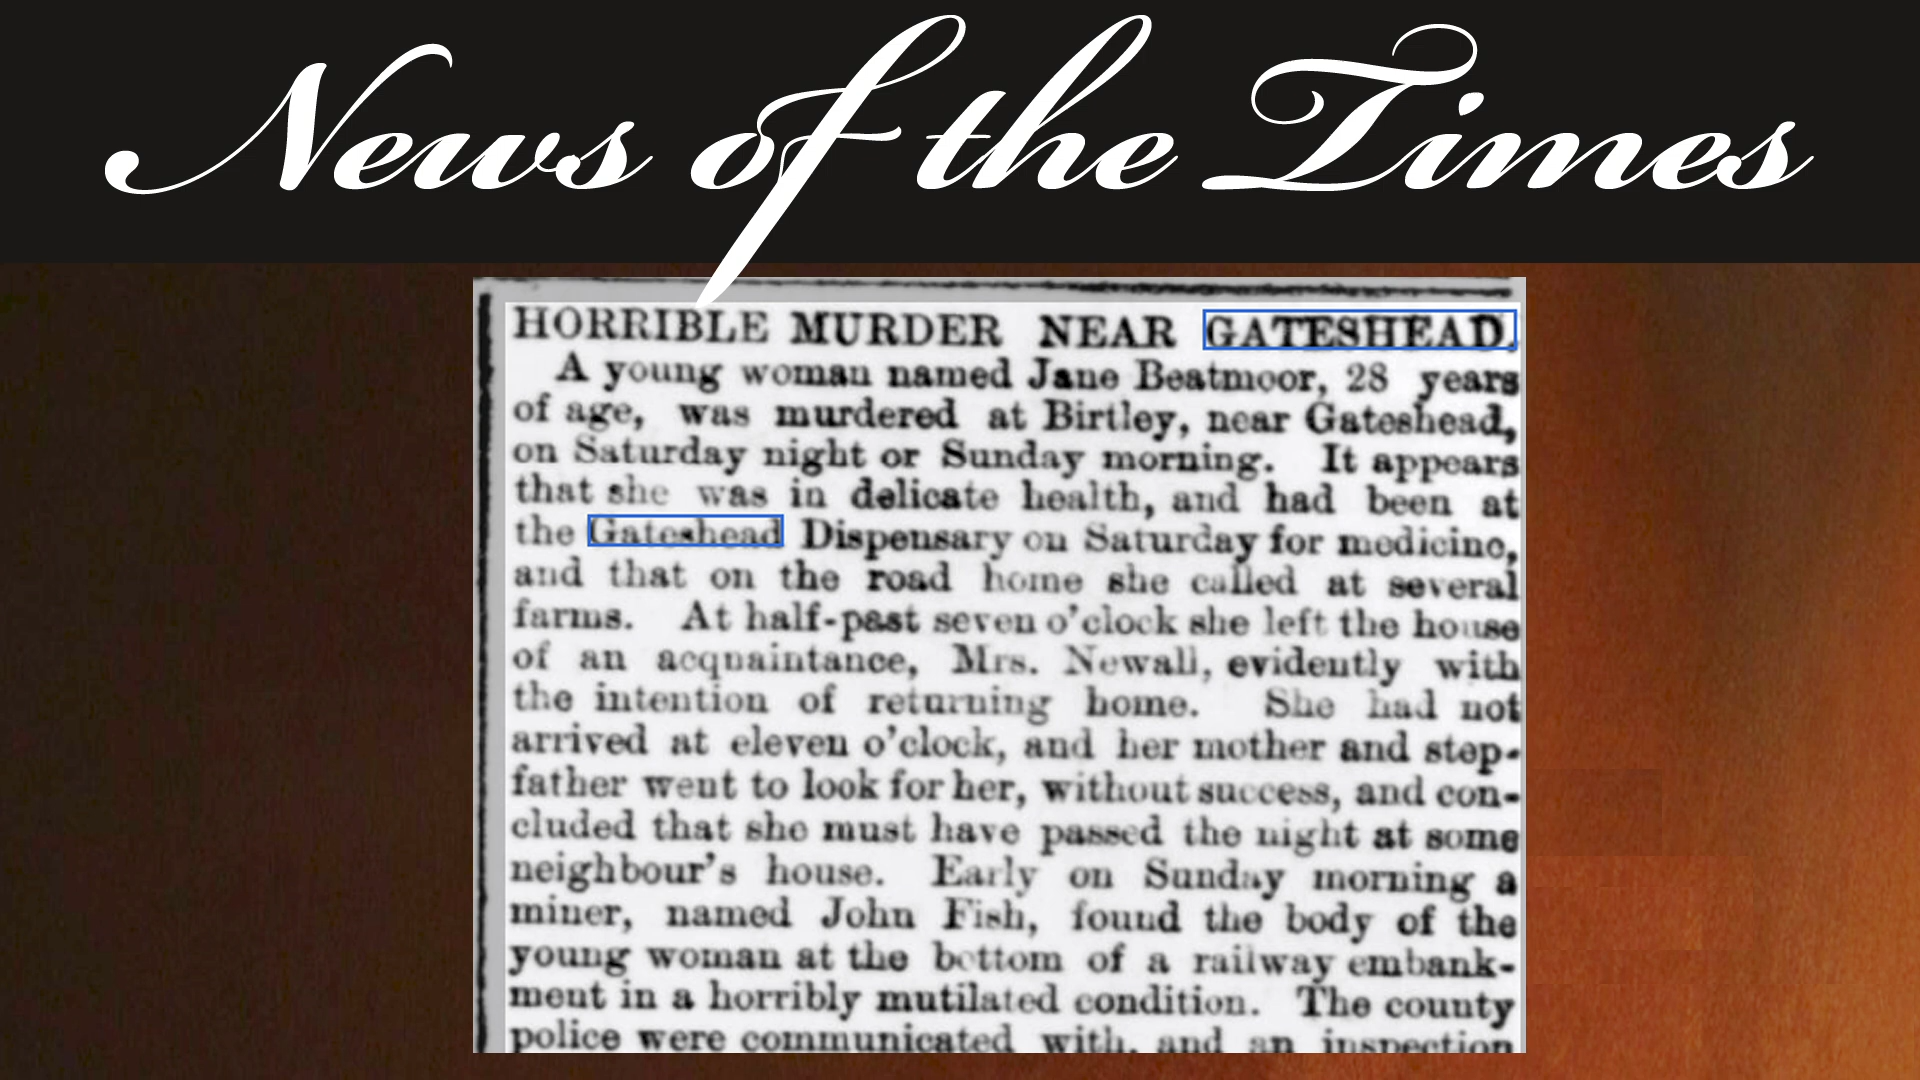 News of the Times
HORRIBLE MURDER NEAR GATESHEAD.
A young woman named Jane Beatmoor, 28 years
of age, was murdered at Birtley, near Gateshead,
on Saturday night or Sunday morning. It appears
that she was in delicate health, and had been at
the Gateshead Dispensary on Saturday for medicine,
and that on the road home she called at several
farms. At half-past seven o'clock she left the house
of an acquaintance, Mrs. Newall, evidently with
the intention of returning home. She had not
arrived at eleven o'clock, and her mother and step-
father went to look for her, without success, and con-
cluded that she must have passed the night at some
neighbour's house. Early on Sunday morning a
miner, named John Fish, found the body of the
young woman at the bottom of a railway embank-
ment in a horribly mutilated condition. The county
police were communicated with, and an inspection